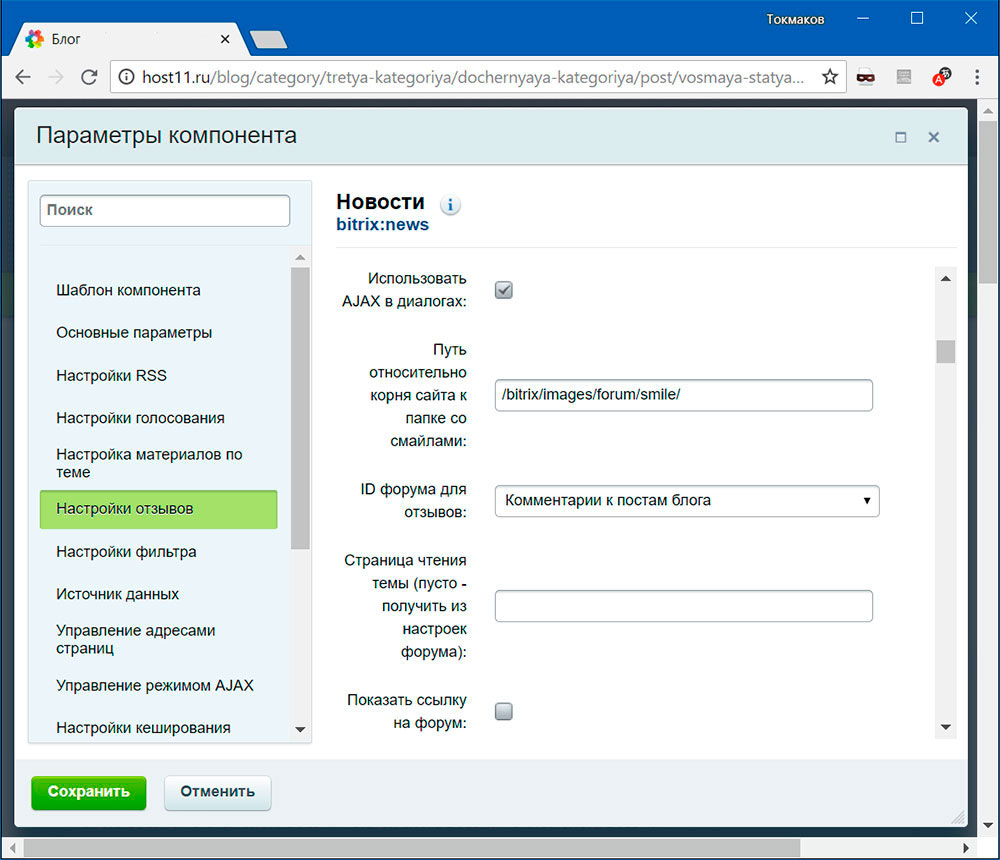 Токмаков
Блог
host11.ru/blog/category/tretya-kategoriya/dochernyaya-kategoriya/post/vosmaya-statya...
Параметры компонента
Поиск
Шаблон компонента
Основные параметры
Настройки RSS
Настройки голосования
Настройка материалов по
теме
Настройки отзывов
Настройки фильтра
Источник данных
Управление адресами
страниц
Управление режимом AJAX
Настройки кеширования
Новости
bitrix:news
Использовать
AJAX в диалогах:
Путь
относительно
корня сайта к
папке со
смайлами:
/bitrix/images/forum/smile/
ID форума для
отзывов:
Комментарии к постам блога
Страница чтения
темы (пусто -
получить из
настроек
форума):
Показать ссылку
на форум:
Сохранить
Отменить